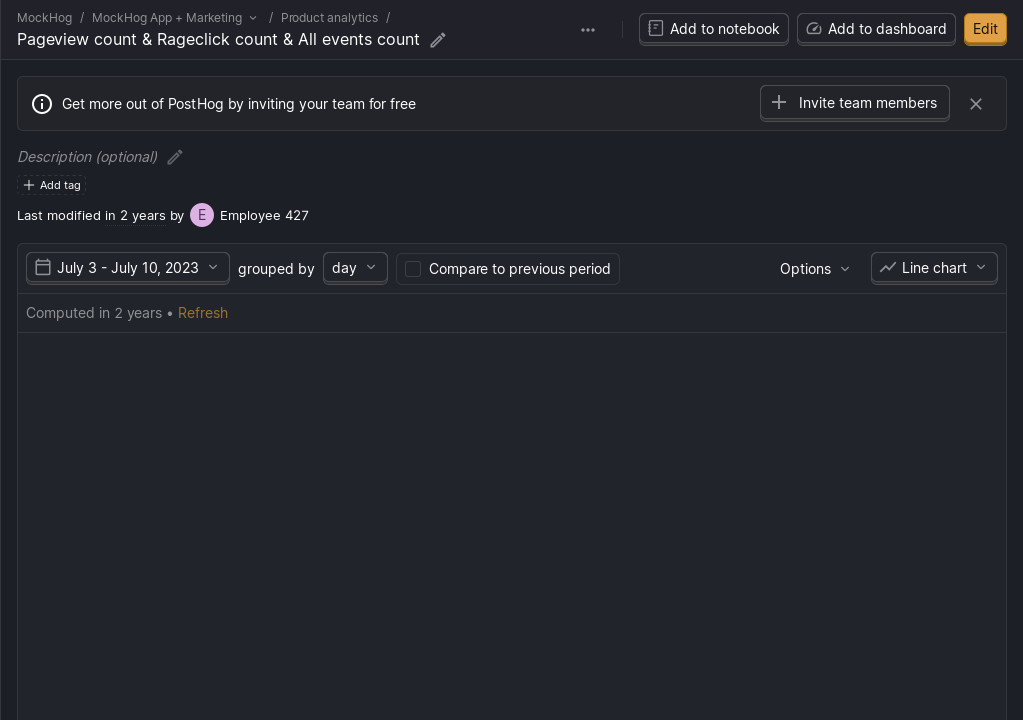 MockHog / MockHog App + Marketing / Product analytics /
Pageview count & Rageclick count & All events count
Add to notebook
Add to dashboard
Edit
Get more out of PostHog by inviting your team for free
Invite team members
Description (optional)
Add tag
Last modified in 2 years by E Employee 427
July 3 - July 10, 2023 grouped by day Compare to previous period Options Line chart
Computed in 2 years • Refresh